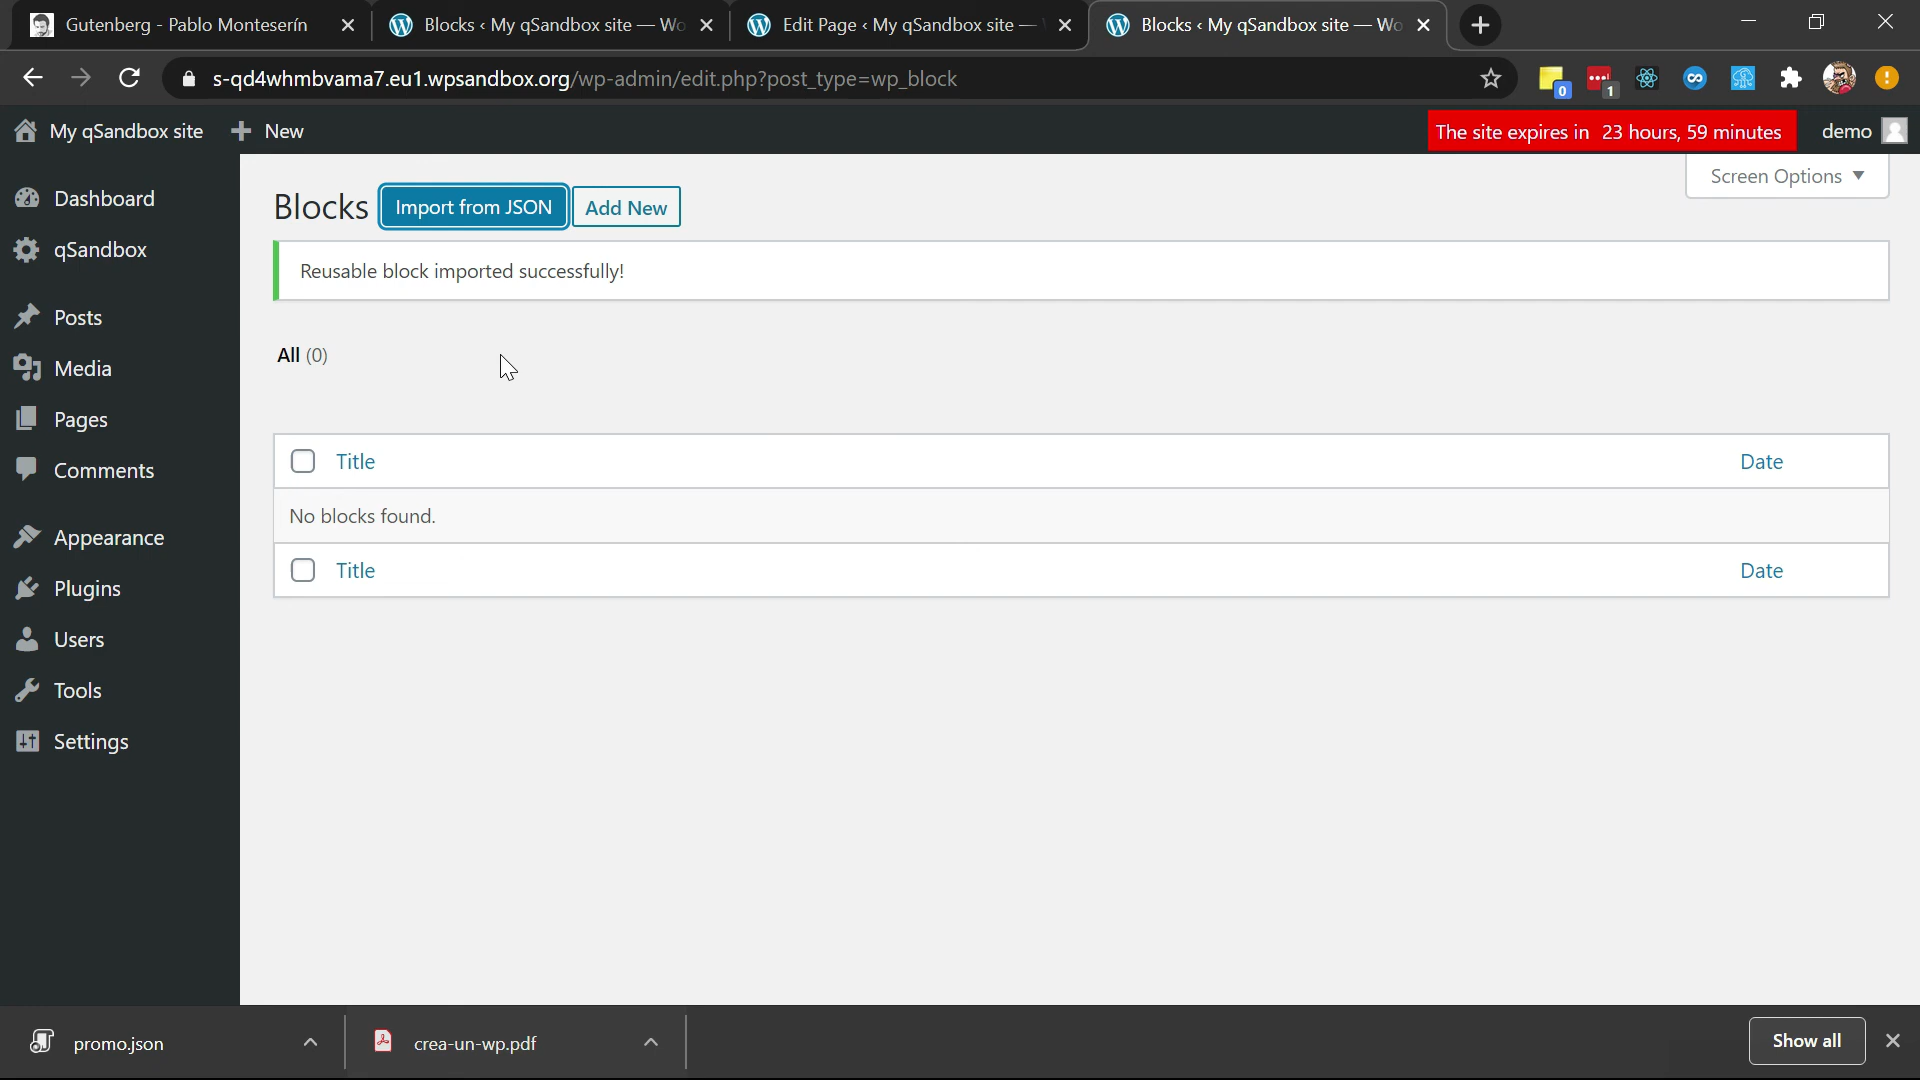 Gutenberg - Pablo Monteserín
Blocks ‹ My qSandbox site — Wo
Edit Page ‹ My qSandbox site —
Blocks ‹ My qSandbox site — Wo
s-qd4whmbvama7.eu1.wpsandbox.org/wp-admin/edit.php?post_type=wp_block
0
1
My qSandbox site
New
The site expires in 23 hours, 59 minutes
demo
Screen Options
Dashboard
qSandbox
Posts
Media
Pages
Comments
Appearance
Plugins
Users
Tools
Settings
Blocks
Import from JSON
Add New
Reusable block imported successfully!
All (0)
Title
Date
No blocks found.
Title
Date
promo.json
crea-un-wp.pdf
Show all